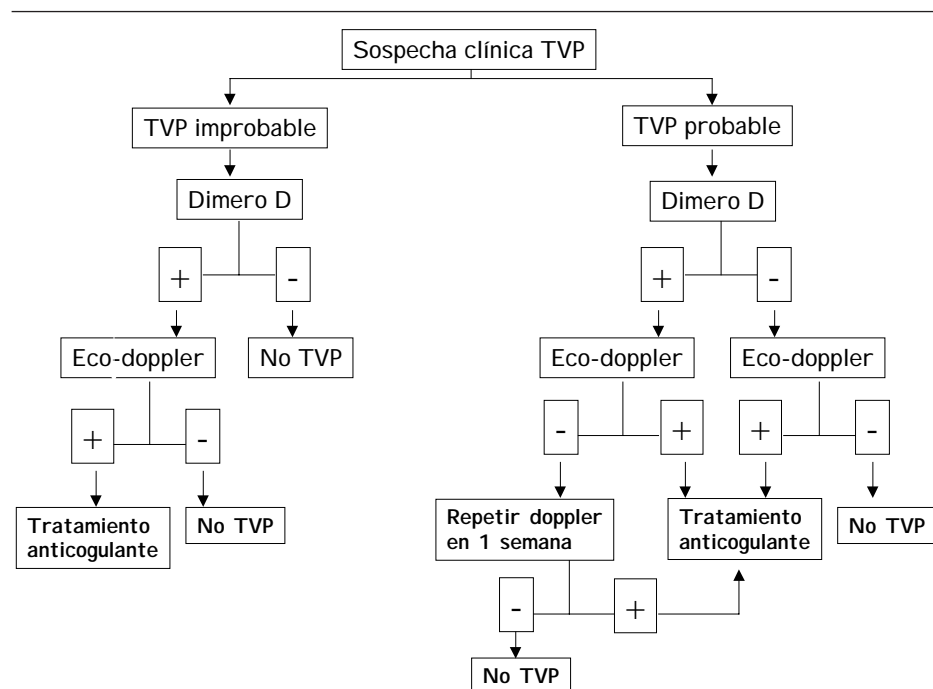 Sospecha clínica TVP
TVP improbable
TVP probable
Dimero D
Dimero D
+
-
+
-
Eco-doppler
No TVP
Eco-doppler
Eco-doppler
+
-
-
+
+
-
Tratamiento
anticogulante
No TVP
Repetir doppler
en 1 semana
Tratamiento
anticogulante
No TVP
-
+
No TVP